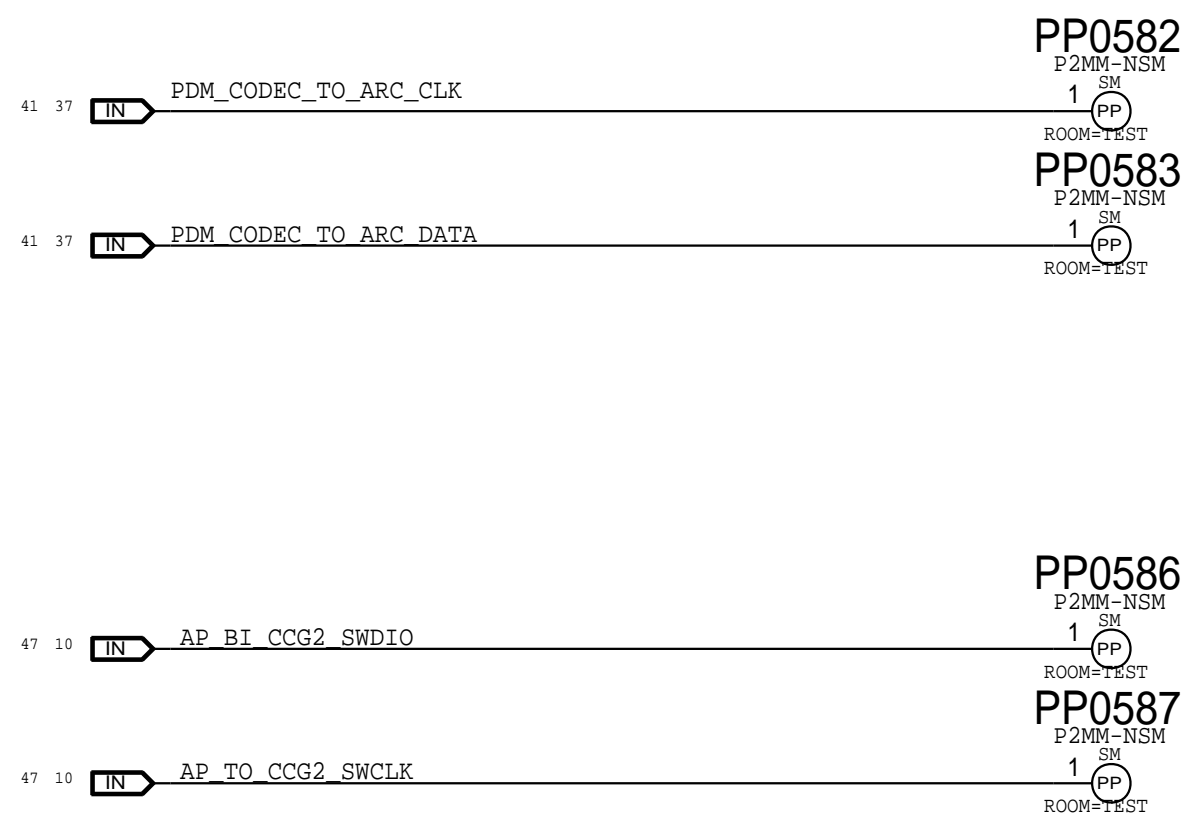 PP0582
P2MM-NSM
SM
PDM_CODEC_TO_ARC_CLK
1
41 37 IN PP
ROOM=TEST
PP0583
P2MM-NSM
SM
PDM_CODEC_TO_ARC_DATA
1
41 37 IN PP
ROOM=TEST
PP0586
P2MM-NSM
SM
AP_BI_CCG2_SWDIO
1
47 10 IN PP
ROOM=TEST
PP0587
P2MM-NSM
SM
AP_TO_CCG2_SWCLK
1
47 10 IN PP
ROOM=TEST